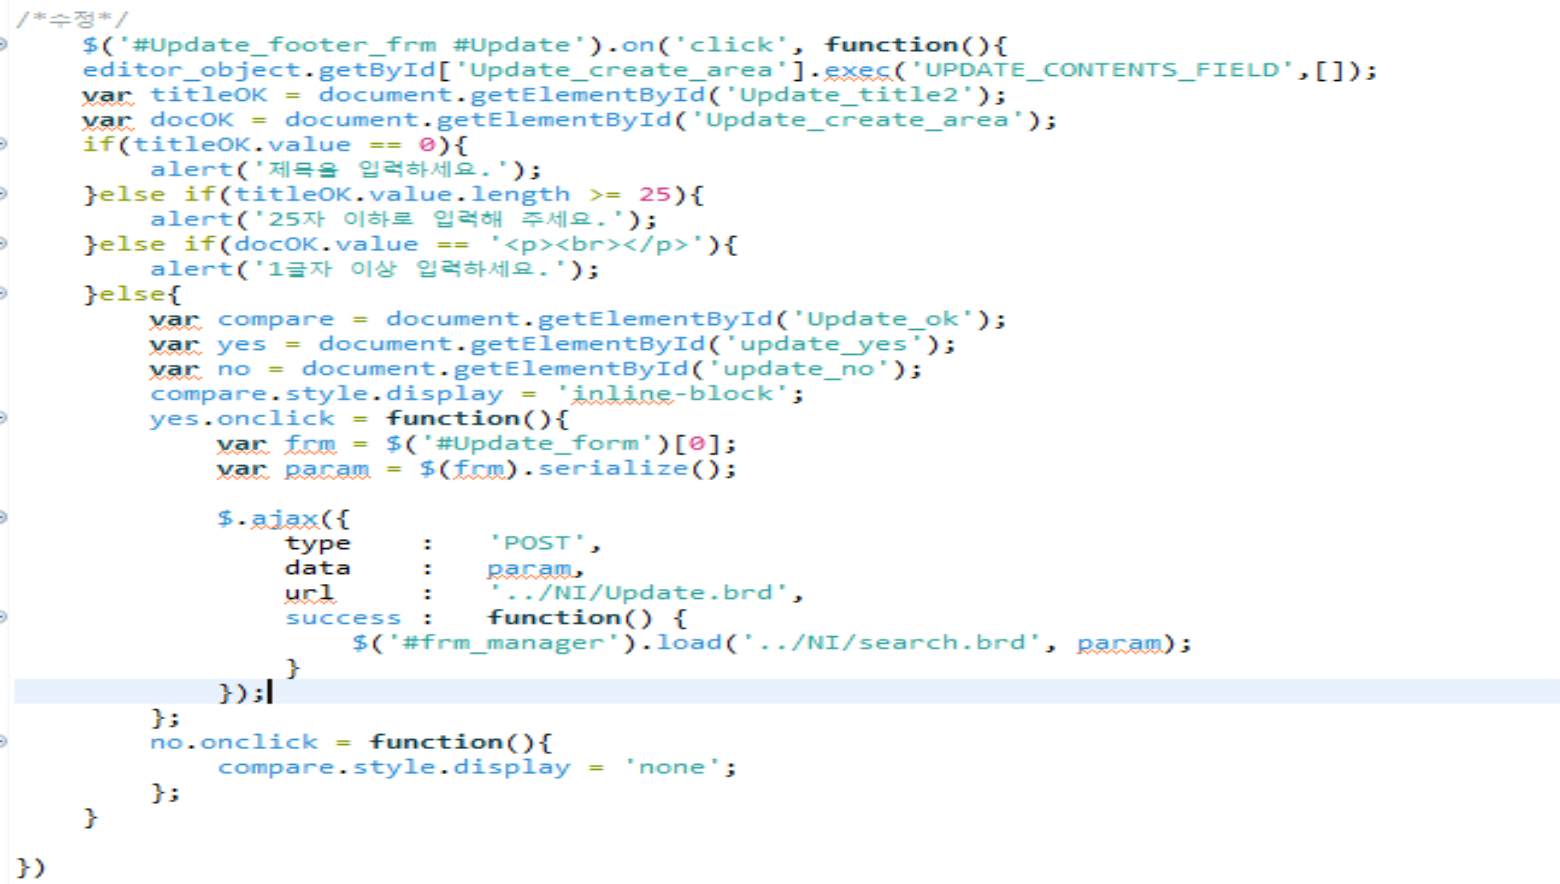 /*수정*/
$('#Update_footer_frm #Update').on('click', function(){
editor_object.getById['Update_create_area'].exec('UPDATE_CONTENTS_FIELD',[]);
var titleOK = document.getElementById('Update_title2');
var docOK = document.getElementById('Update_create_area');
if(titleOK.value == 0){
alert('제목을 입력하세요.');
}else if(titleOK.value.length >= 25){
alert('25자 이하로 입력해 주세요.');
}else if(docOK.value == '<p><br></p>'){
alert('1글자 이상 입력하세요.');
}else{
var compare = document.getElementById('Update_ok');
var yes = document.getElementById('update_yes');
var no = document.getElementById('update_no');
compare.style.display = 'inline-block';
yes.onclick = function(){
var frm = $('#Update_form')[0];
var param = $(frm).serialize();
$.ajax({
type : 'POST',
data : param,
url : '../NI/Update.brd',
success : function() {
$('#frm_manager').load('../NI/search.brd', param);
}
});
};
no.onclick = function(){
compare.style.display = 'none';
};
}
})